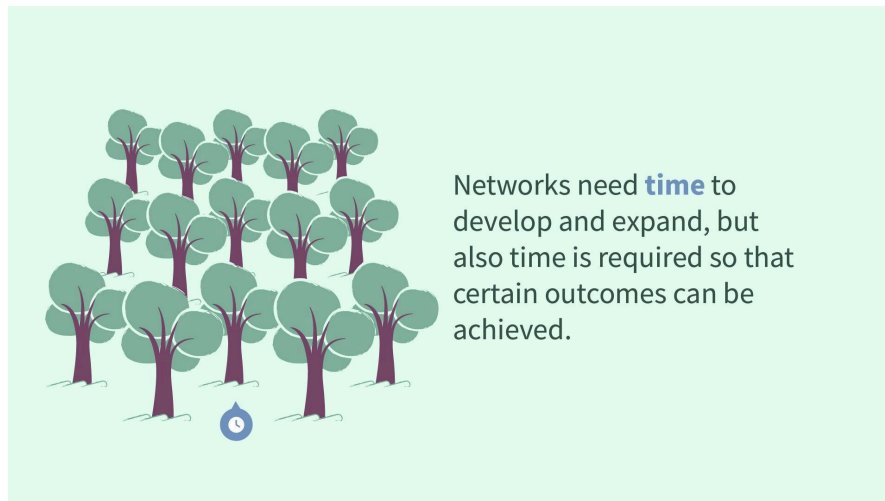 Networks need time to
develop and expand, but
also time is required so that
certain outcomes can be
achieved.